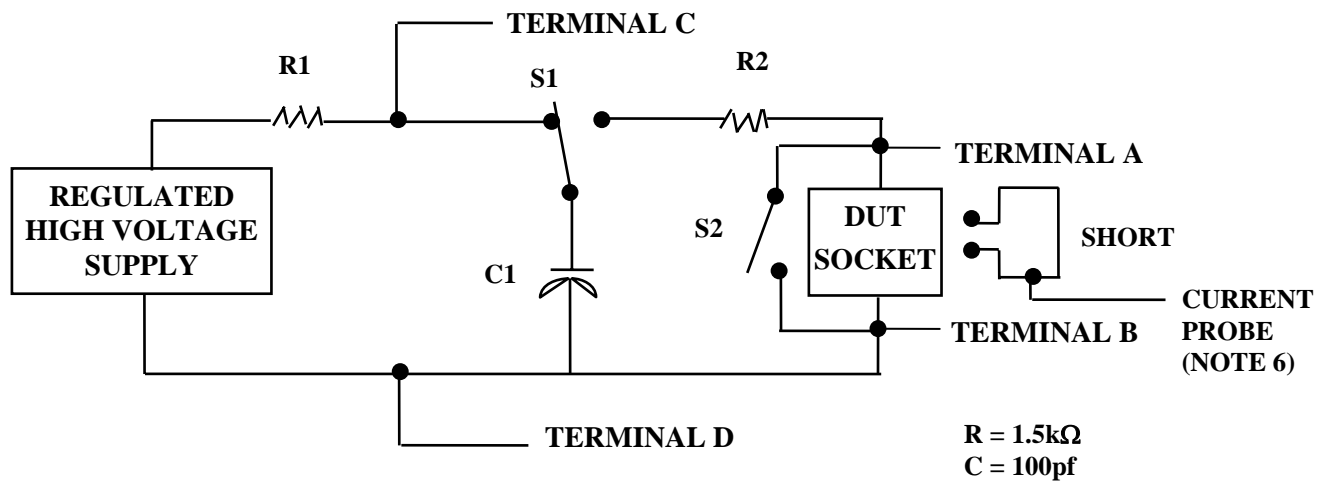 TERMINAL C
R1
S1
R2
TERMINAL A
REGULATED
HIGH VOLTAGE
SUPPLY
S2
DUT
SOCKET
SHORT
C1
CURRENT
PROBE
(NOTE 6)
TERMINAL B
TERMINAL D
R = 1.5kΩ
C = 100pf